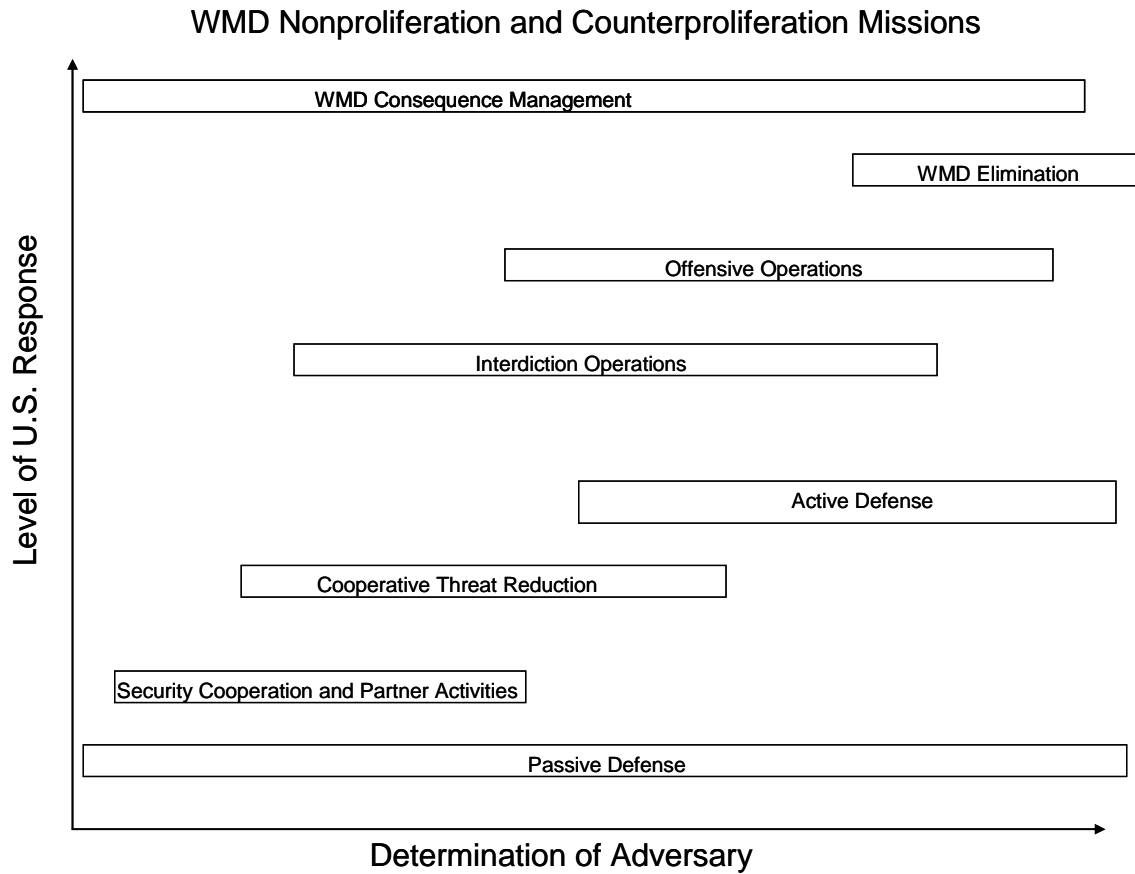 WMD Nonproliferation and Counterproliferation Missions
WMD Consequence Management
WMD Elimination
Offensive Operations
Interdiction Operations
Active Defense
Cooperative Threat Reduction
Security Cooperation and Partner Activities
Passive Defense
Level of U.S. Response
Determination of Adversary